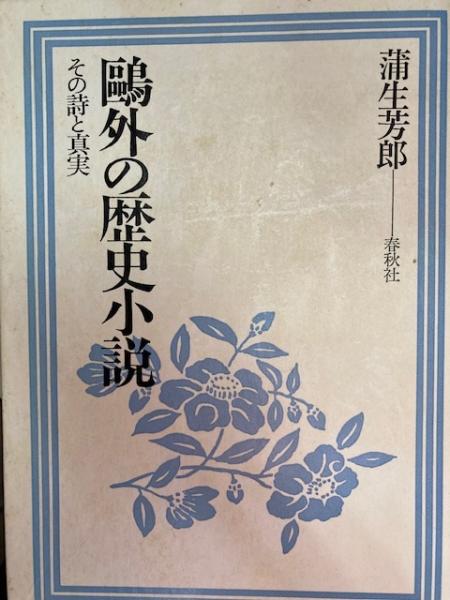 蒲生芳郎——春秋社
鷗外の歴史小説
その詩と真実